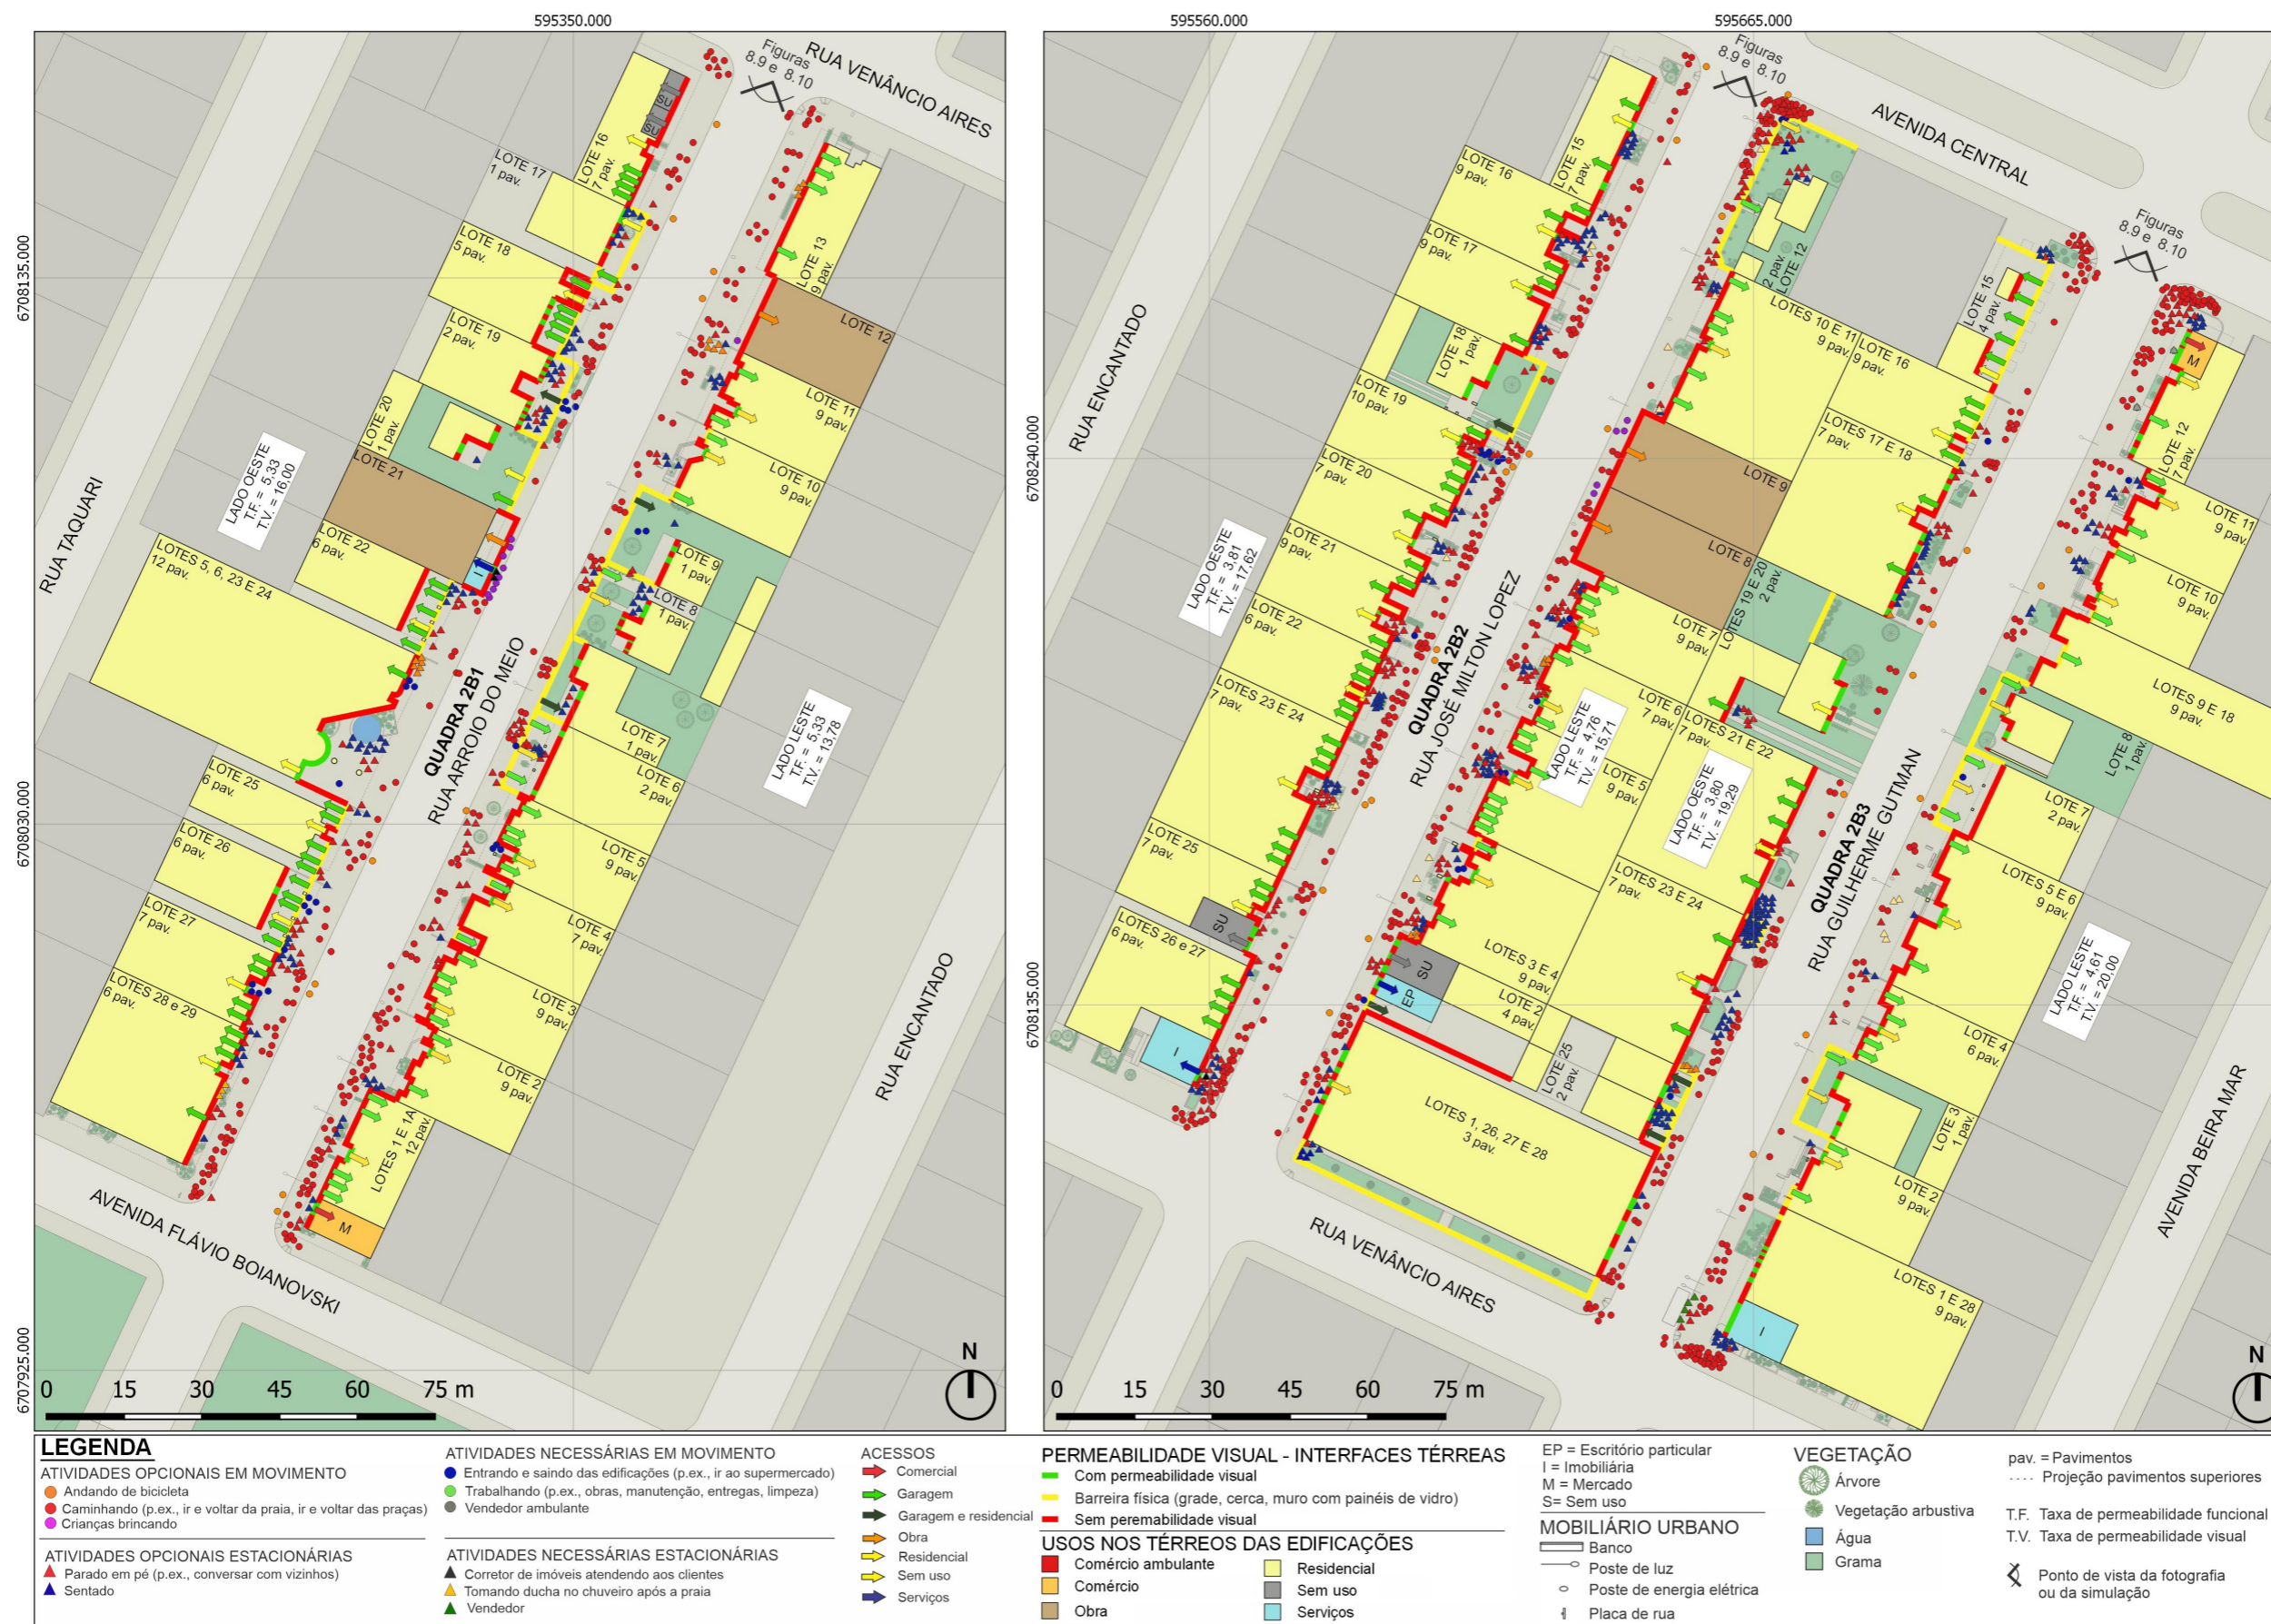 595350.000
595560.000
595665.000
6708135.000
6708030.000
6707925.000
Figuras
8.9 e 8.10
RUA VENÂNCIO AIRES
RUA TAQUARI
SU
SU
LOTE 16
7 pav.
LOTE 17
1 pav.
LOTE 18
5 pav.
LOTE 19
2 pav.
LOTE 20
1 pav.
LOTE 21
LADO OESTE
T.F. = 5,33
T.V. = 16,00
LOTE 22
6 pav.
I
LOTES 5, 6, 23 E 24
12 pav.
LOTE 25
6 pav.
LOTE 26
6 pav.
LOTE 27
7 pav.
LOTES 28 e 29
6 pav.
QUADRA 2B1
RUA ARROIO DO MEIO
LOTE 13
9 pav.
LOTE 12
LOTE 11
9 pav.
LOTE 10
9 pav.
LOTE 9
1 pav.
LOTE 8
1 pav.
LOTE 7
1 pav.
LOTE 6
2 pav.
LADO LESTE
T.F. = 5,33
T.V. = 13,78
LOTE 5
9 pav.
LOTE 4
7 pav.
LOTE 3
9 pav.
LOTE 2
9 pav.
LOTES 1 E 1A
12 pav.
M
RUA ENCANTADO
AVENIDA FLÁVIO BOIANOVSKI
N
0 15 30 45 60 75 m
6708240.000
6708135.000
Figuras
8.9 e 8.10
AVENIDA CENTRAL
Figuras
8.9 e 8.10
RUA ENCANTADO
LOTE 15
7 pav.
LOTE 16
9 pav.
LOTE 17
9 pav.
LOTE 18
1 pav.
LOTE 19
10 pav.
LOTE 20
7 pav.
LOTE 21
9 pav.
LADO OESTE
T.F. = 3,81
T.V. = 17,62
LOTE 22
6 pav.
LOTES 23 E 24
7 pav.
LOTE 25
7 pav.
SU
LOTES 26 e 27
6 pav.
I
QUADRA 2B2
RUA JOSÉ MILTON LOPEZ
2 pav.
LOTE 12
LOTES 10 E 11
9 pav.
LOTE 9
LOTE 8
LOTE 7
9 pav.
LOTE 6
7 pav.
LADO LESTE
T.F. = 4,76
T.V. = 15,71
LOTE 5
9 pav.
LOTES 3 E 4
9 pav.
SU
EP
LOTE 2
4 pav.
LOTES 1, 26, 27 E 28
3 pav.
RUA VENÂNCIO AIRES
LOTE 15
4 pav.
LOTE 16
9 pav.
LOTES 17 E 18
7 pav.
LOTES 19 E 20
2 pav.
LOTES 21 E 22
7 pav.
LADO OESTE
T.F. = 3,80
T.V. = 19,29
LOTES 23 E 24
7 pav.
LOTE 25
2 pav.
QUADRA 2B3
RUA GUILHERME GUTMAN
M
LOTE 12
7 pav.
LOTE 11
9 pav.
LOTE 10
9 pav.
LOTES 9 E 18
9 pav.
LOTE 8
1 pav.
LOTE 7
2 pav.
LOTES 5 E 6
9 pav.
LADO LESTE
T.F. = 4,61
T.V. = 20,00
LOTE 4
6 pav.
LOTE 3
1 pav.
LOTE 2
9 pav.
LOTES 1 E 28
9 pav.
I
AVENIDA BEIRA MAR
N
0 15 30 45 60 75 m
LEGENDA
ATIVIDADES OPCIONAIS EM MOVIMENTO
Andando de bicicleta
Caminhando (p.ex., ir e voltar da praia, ir e voltar das praças)
Crianças brincando
ATIVIDADES OPCIONAIS ESTACIONÁRIAS
Parado em pé (p.ex., conversar com vizinhos)
Sentado
ATIVIDADES NECESSÁRIAS EM MOVIMENTO
Entrando e saindo das edificações (p.ex., ir ao supermercado)
Trabalhando (p.ex., obras, manutenção, entregas, limpeza)
Vendedor ambulante
ATIVIDADES NECESSÁRIAS ESTACIONÁRIAS
Corretor de imóveis atendendo aos clientes
Tomando ducha no chuveiro após a praia
Vendedor
ACESSOS
Comercial
Garagem
Garagem e residencial
Obra
Residencial
Sem uso
Serviços
PERMEABILIDADE VISUAL - INTERFACES TÉRREAS
Com permeabilidade visual
Barreira física (grade, cerca, muro com painéis de vidro)
Sem peremabilidade visual
USOS NOS TÉRREOS DAS EDIFICAÇÕES
Comércio ambulante
Comércio
Obra
Residencial
Sem uso
Serviços
EP = Escritório particular
I = Imobiliária
M = Mercado
S= Sem uso
MOBILIÁRIO URBANO
Banco
Poste de luz
Poste de energia elétrica
Placa de rua
VEGETAÇÃO
Árvore
Vegetação arbustiva
Água
Grama
pav. = Pavimentos
Projeção pavimentos superiores
T.F. Taxa de permeabilidade funcional
T.V. Taxa de permeabilidade visual
Ponto de vista da fotografia
ou da simulação